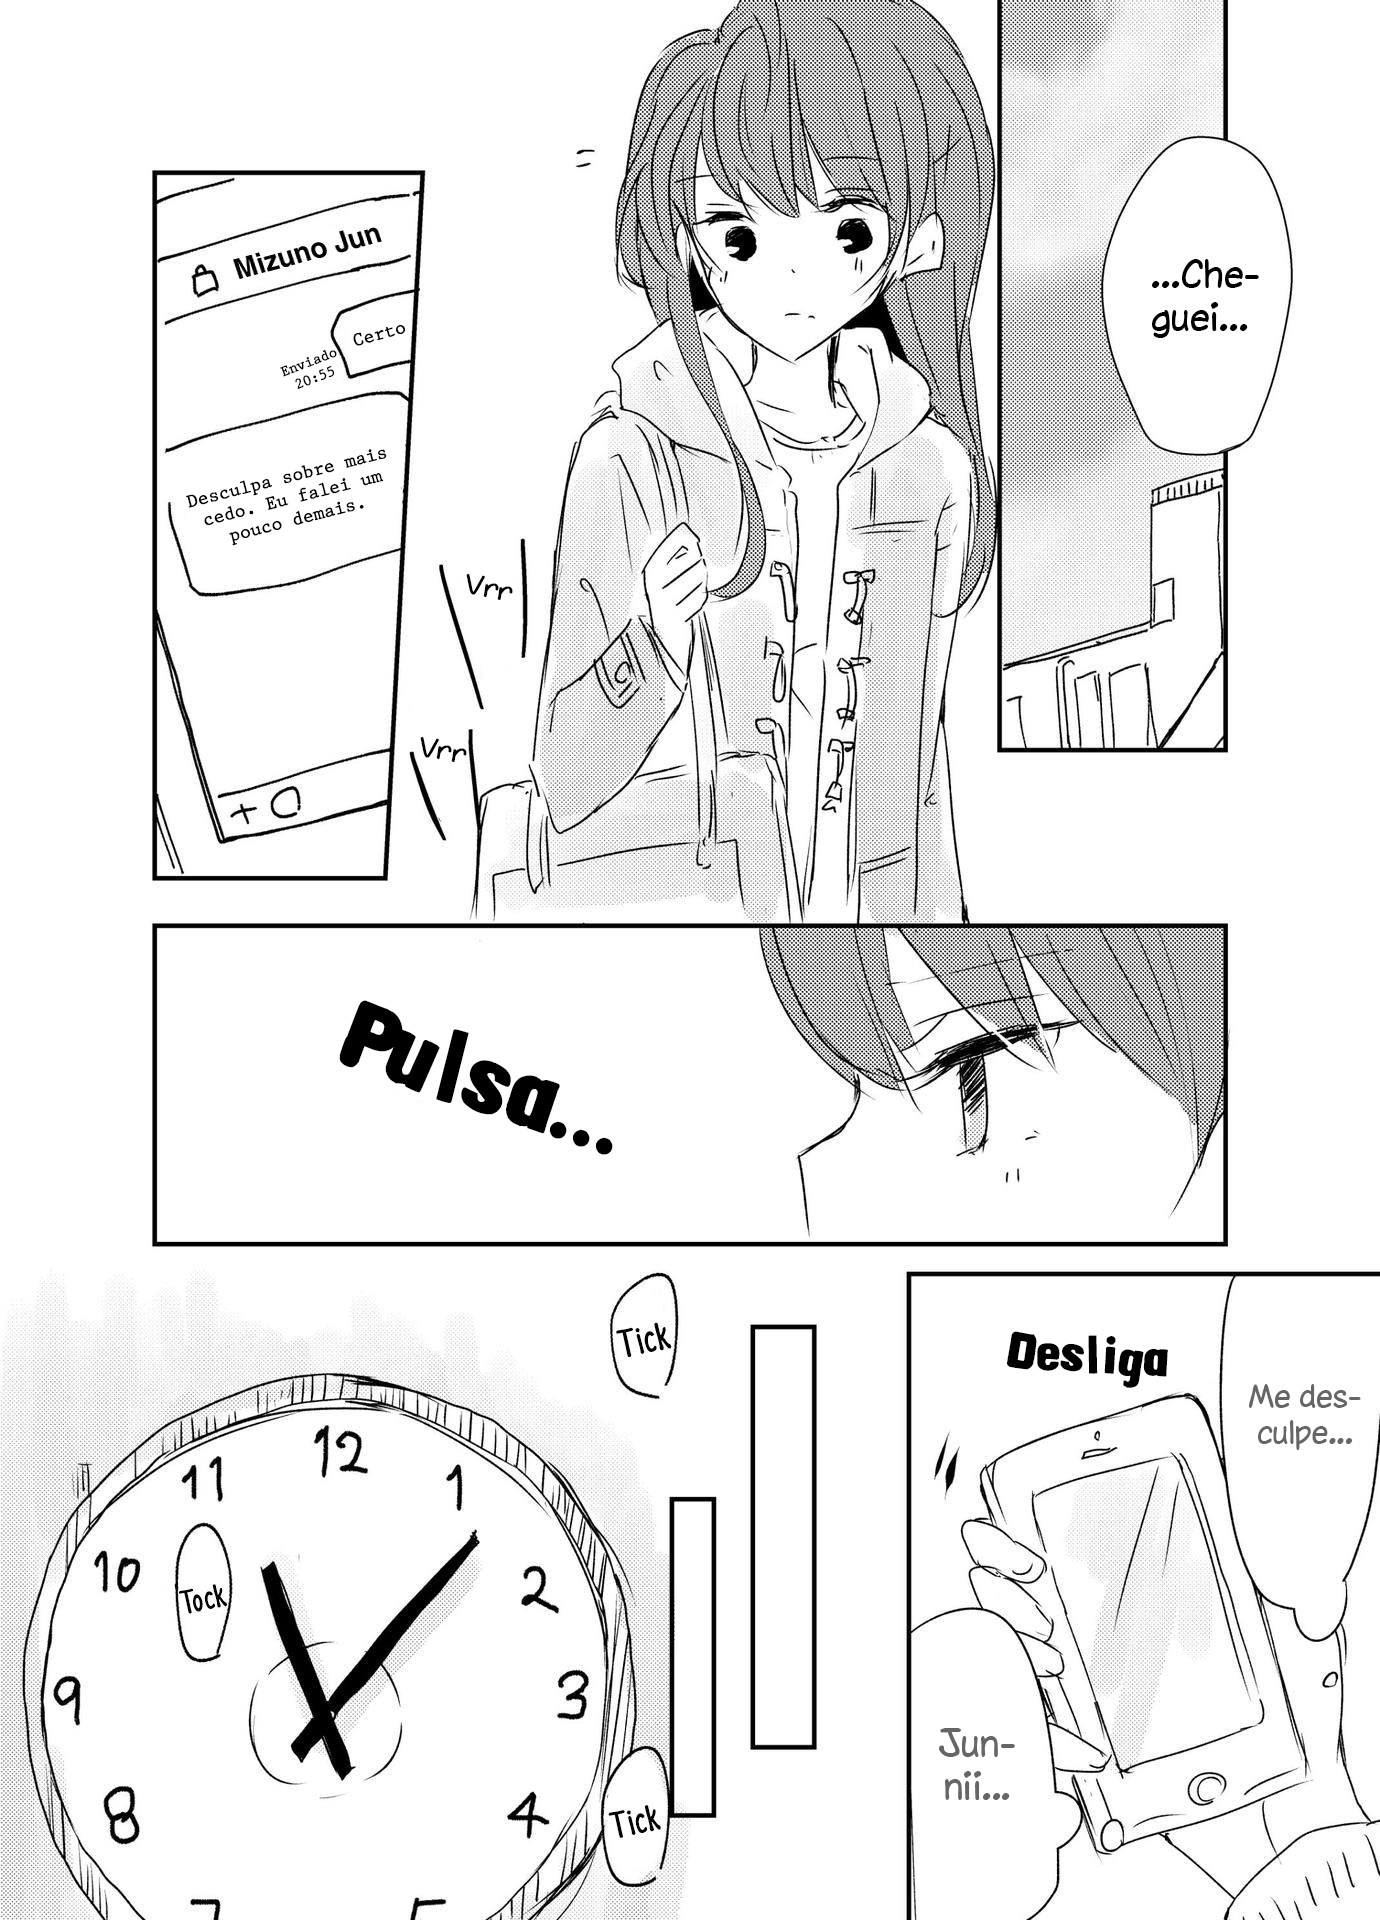 ...Che-
guei...
Vrr
Vrr
Mizuno Jun
Certo
Enviado
20:55
Desculpa sobre mais
cedo. Eu falei um
pouco demais.
Pulsa...
Desliga
Me des-
culpe...
Jun-
nii...
Tick
Tock
Tick
12
11
1
10
2
9
3
8
4
7
5